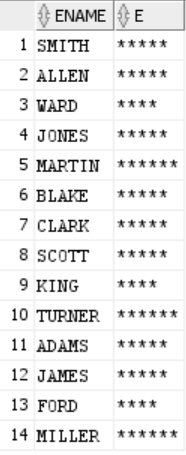 ENAME E
1 SMITH *****
2 ALLEN *****
3 WARD ****
4 JONES *****
5 MARTIN ******
6 BLAKE *****
7 CLARK *****
8 SCOTT *****
9 KING ****
10 TURNER ******
11 ADAMS *****
12 JAMES *****
13 FORD ****
14 MILLER ******